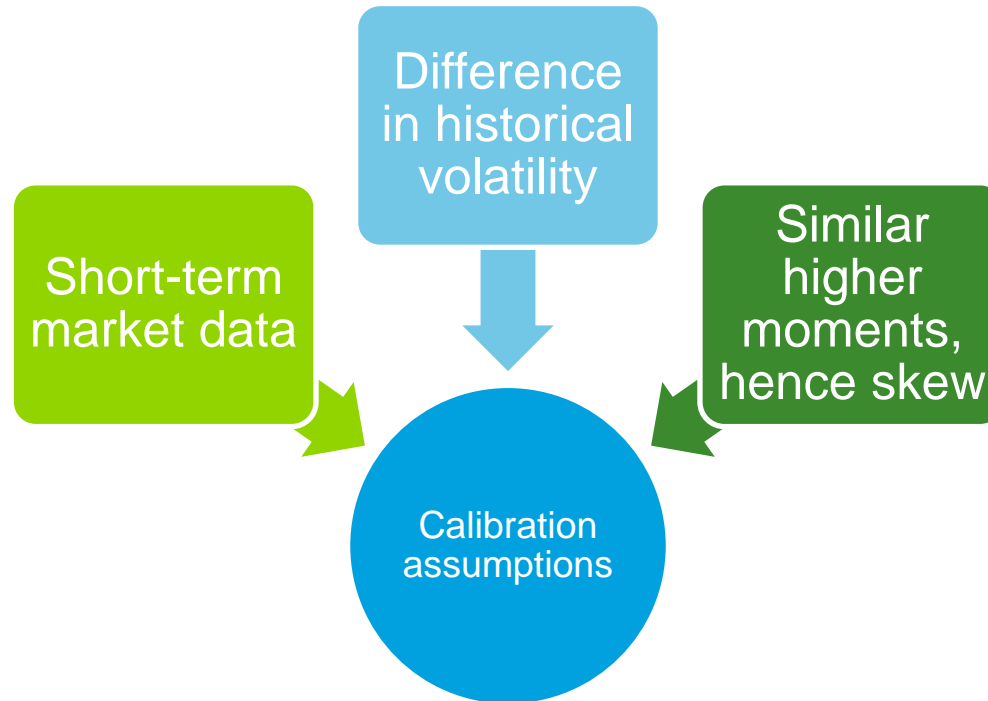 Difference
in historical
volatility
Short-term
market data
Similar
higher
moments,
hence skew
Calibration
assumptions